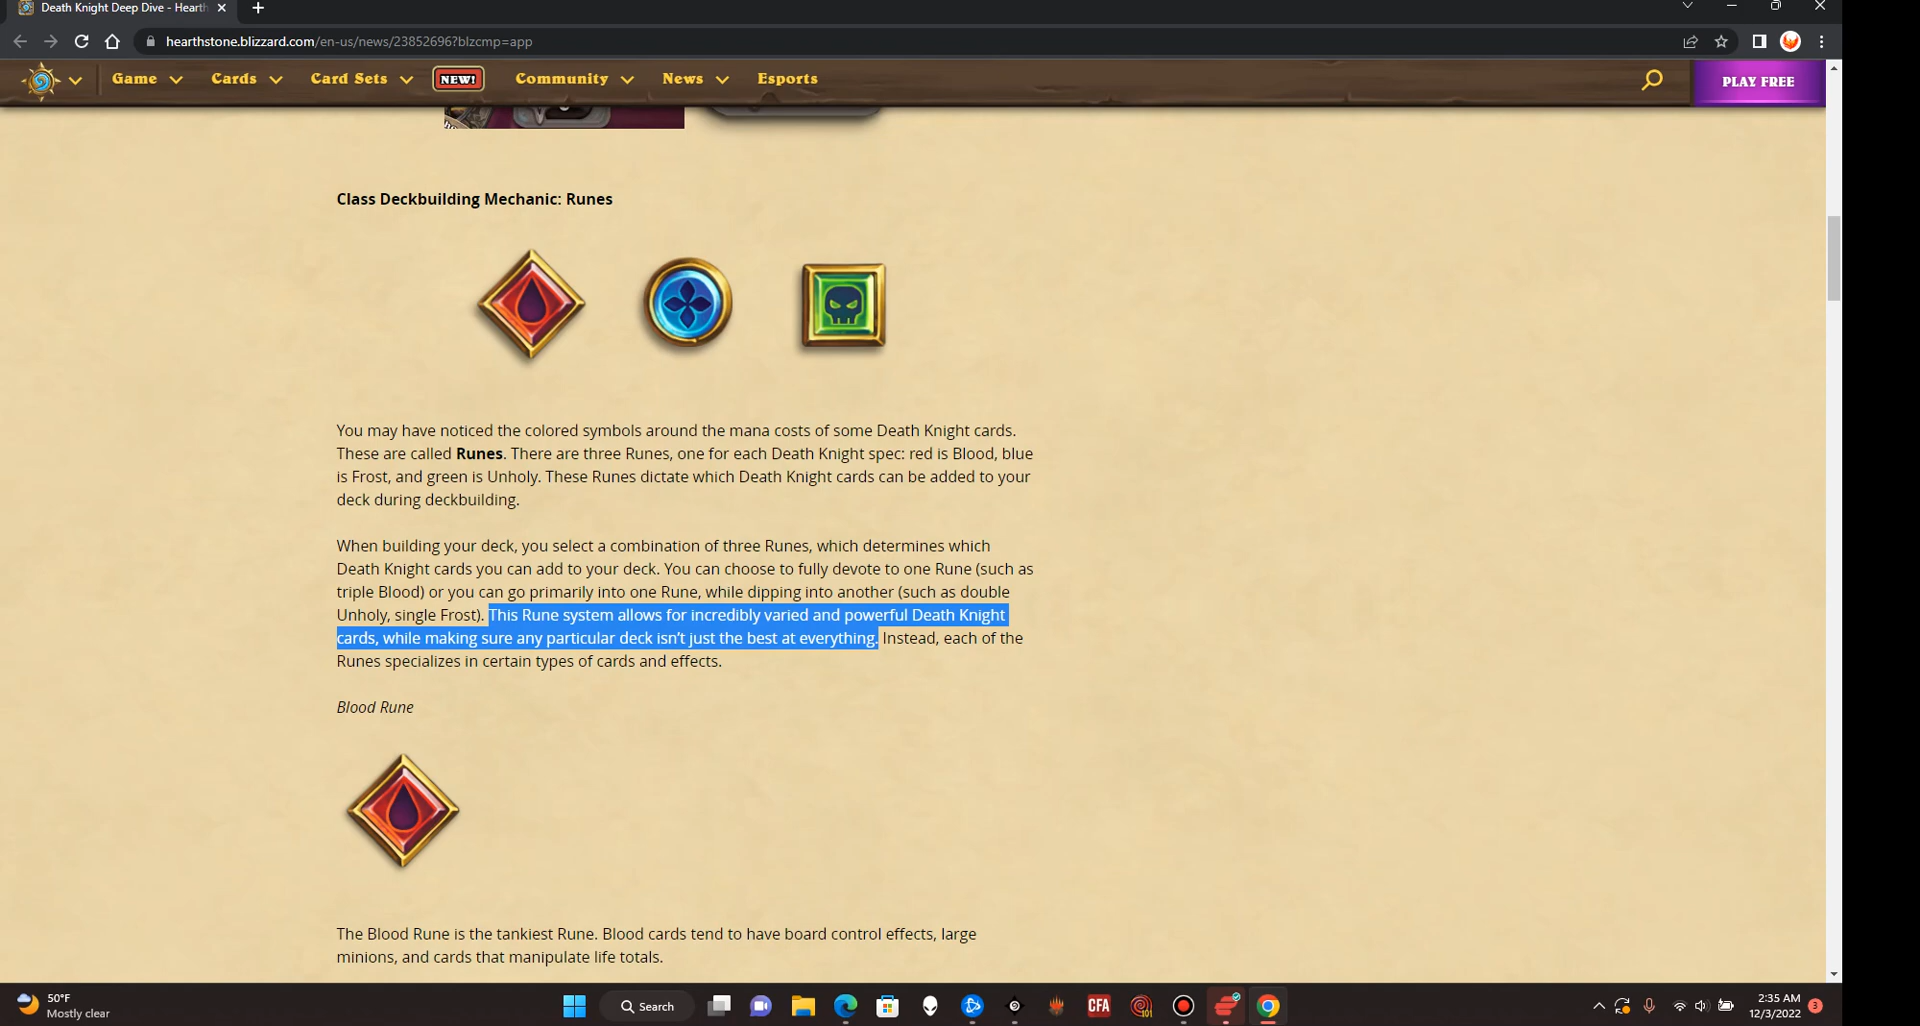 Death Knight Deep Dive - Hearth
hearthstone.blizzard.com/en-us/news/23852696?blzcmp=app
Game Cards Card Sets NEW! Community News Esports PLAY FREE
Class Deckbuilding Mechanic: Runes
You may have noticed the colored symbols around the mana costs of some Death Knight cards.
These are called Runes. There are three Runes, one for each Death Knight spec: red is Blood, blue
is Frost, and green is Unholy. These Runes dictate which Death Knight cards can be added to your
deck during deckbuilding.
When building your deck, you select a combination of three Runes, which determines which
Death Knight cards you can add to your deck. You can choose to fully devote to one Rune (such as
triple Blood) or you can go primarily into one Rune, while dipping into another (such as double
Unholy, single Frost). This Rune system allows for incredibly varied and powerful Death Knight
cards, while making sure any particular deck isn't just the best at everything. Instead, each of the
Runes specializes in certain types of cards and effects.
Blood Rune
The Blood Rune is the tankiest Rune. Blood cards tend to have board control effects, large
minions, and cards that manipulate life totals.
50°F
Mostly clear
Search
CFA
101
2:35 AM
12/3/2022
3